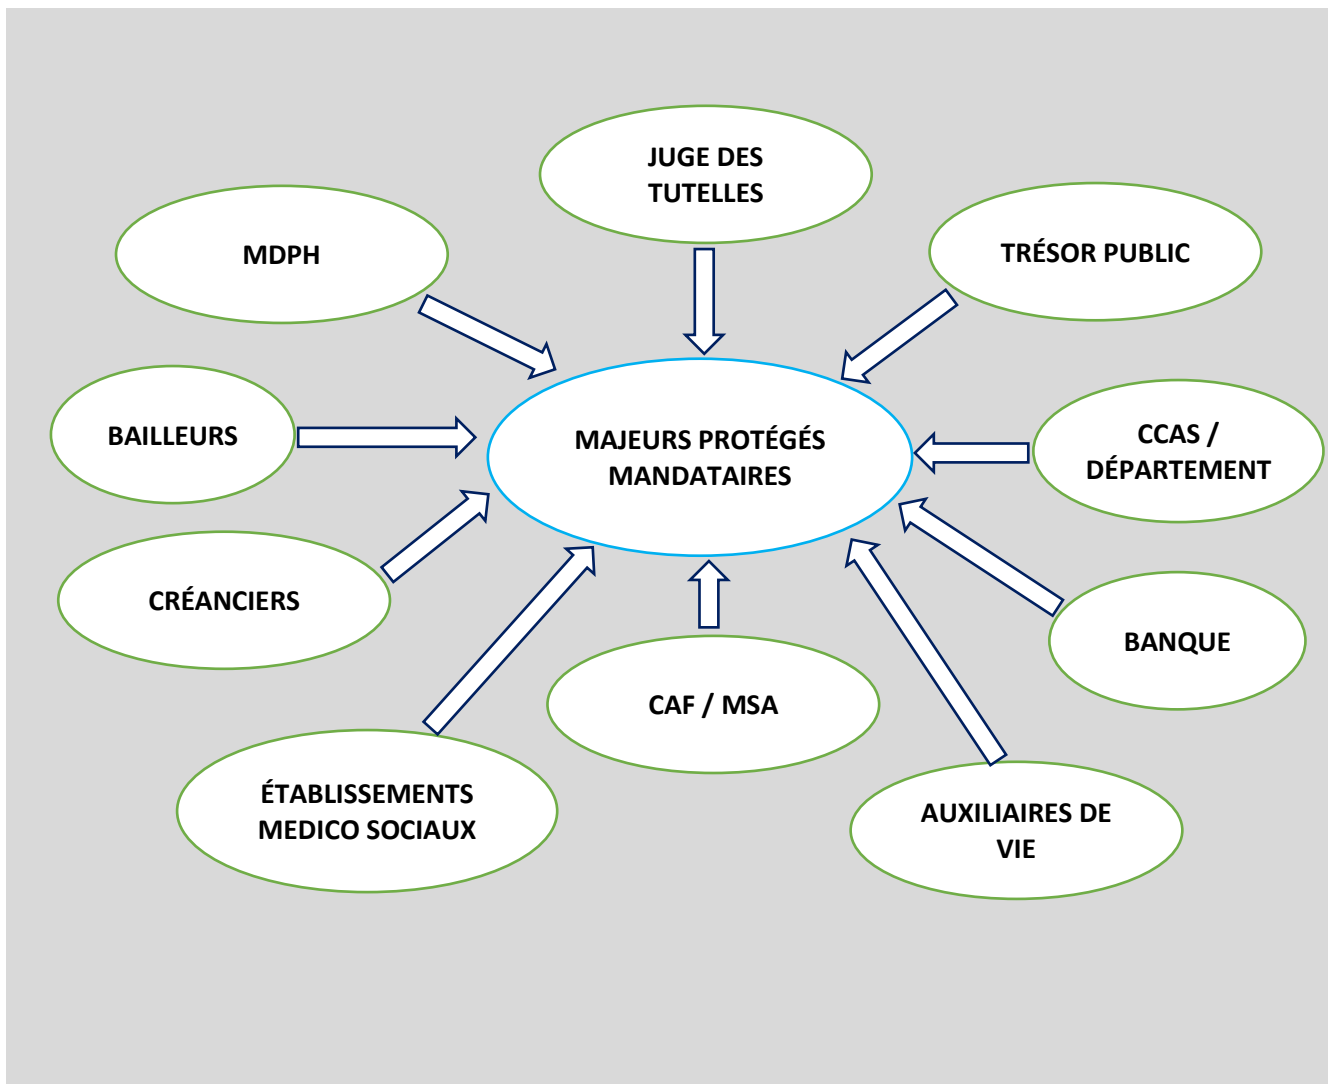 JUGE DES
TUTELLES
MDPH
TRÉSOR PUBLIC
BAILLEURS
MAJEURS PROTÉGÉS
MANDATAIRES
CCAS /
DÉPARTEMENT
CRÉANCIERS
BANQUE
CAF / MSA
ÉTABLISSEMENTS
MEDICO SOCIAUX
AUXILIAIRES DE
VIE